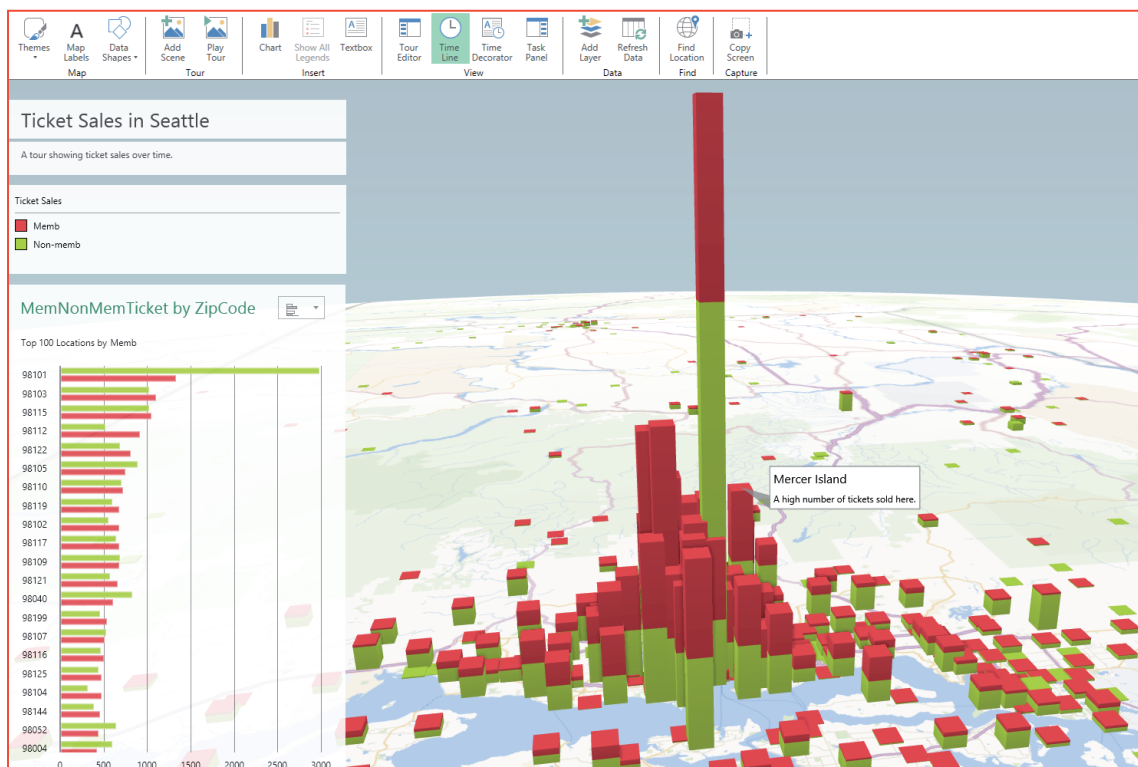 Themes
Map Labels
Data Shapes
Map
Add Scene
Play Tour
Tour
Chart
Show All Legends
Textbox
Insert
Tour Editor
Time Line
Time Decorator
Task Panel
View
Add Layer
Refresh Data
Data
Find Location
Find
Copy Screen
Capture
Ticket Sales in Seattle
A tour showing ticket sales over time.
Ticket Sales
Memb
Non-memb
MemNonMemTicket by ZipCode
Top 100 Locations by Memb
98101
98103
98115
98112
98122
98105
98110
98119
98102
98117
98109
98121
98040
98199
98107
98116
98125
98104
98144
98052
98004
0 500 1000 1500 2000 2500 3000
Mercer Island
A high number of tickets sold here.